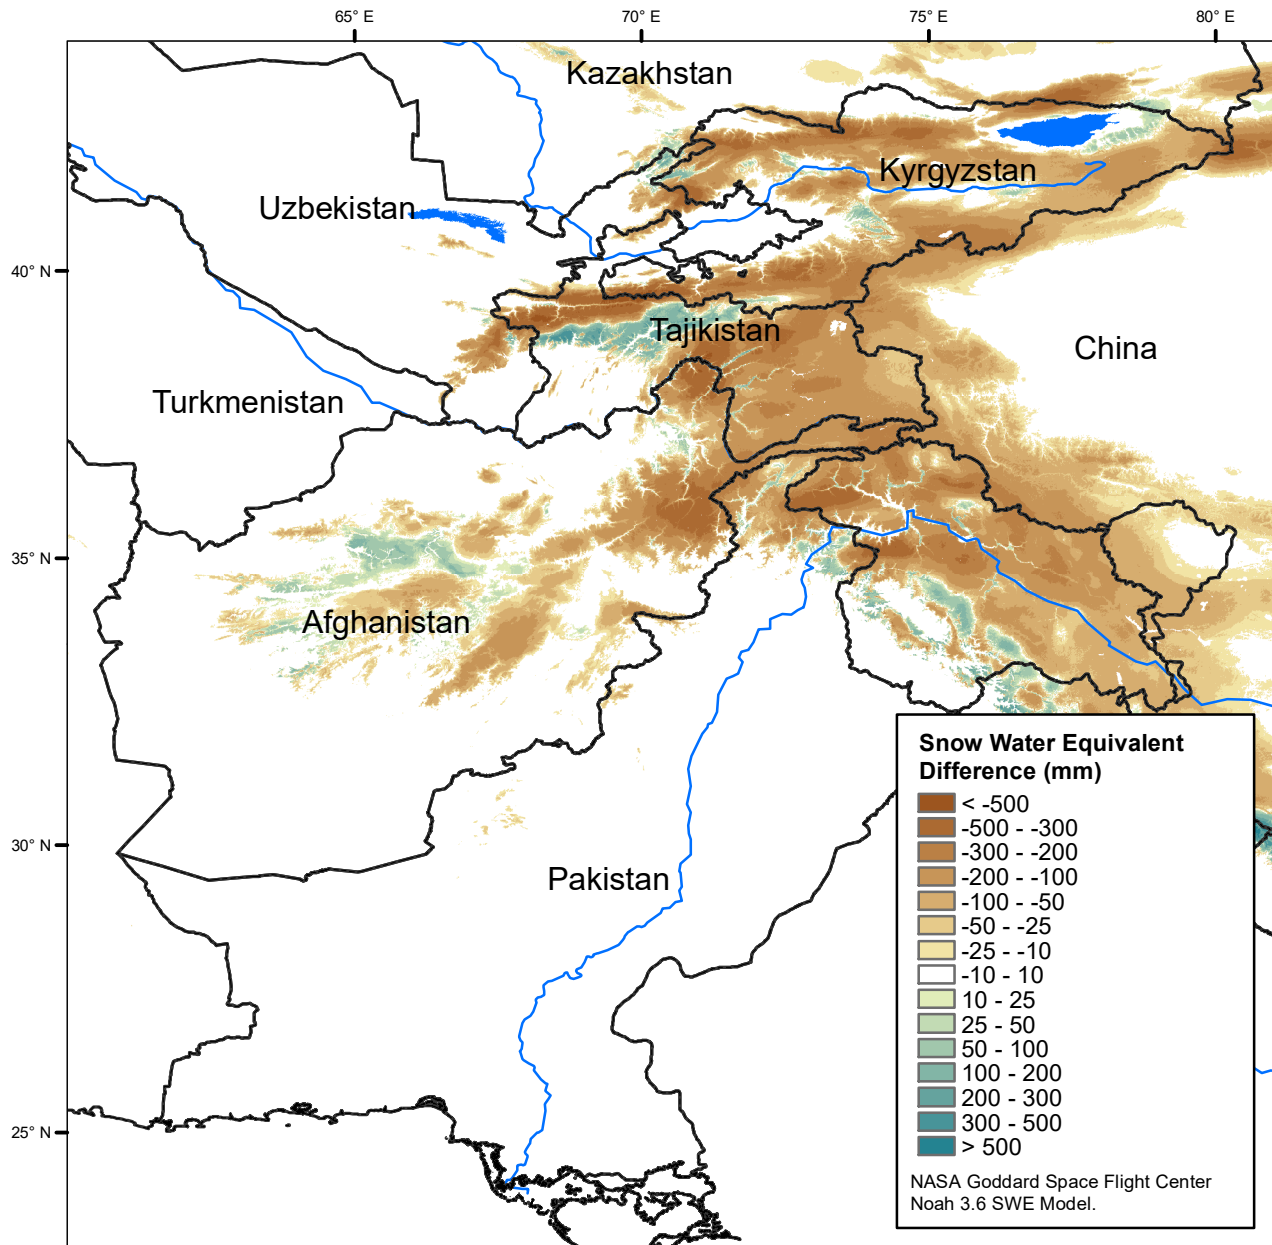 65° E
70° E
75° E
80° E
Kazakhstan
Kyrgyzstan
Uzbekistan
40° N
Tajikistan
China
Turkmenistan
35° N
Afghanistan
30° N
Pakistan
25° N
Snow Water Equivalent
Difference (mm)
< -500
-500 - -300
-300 - -200
-200 - -100
-100 - -50
-50 - -25
-25 - -10
-10 - 10
10 - 25
25 - 50
50 - 100
100 - 200
200 - 300
300 - 500
> 500
NASA Goddard Space Flight Center
Noah 3.6 SWE Model.